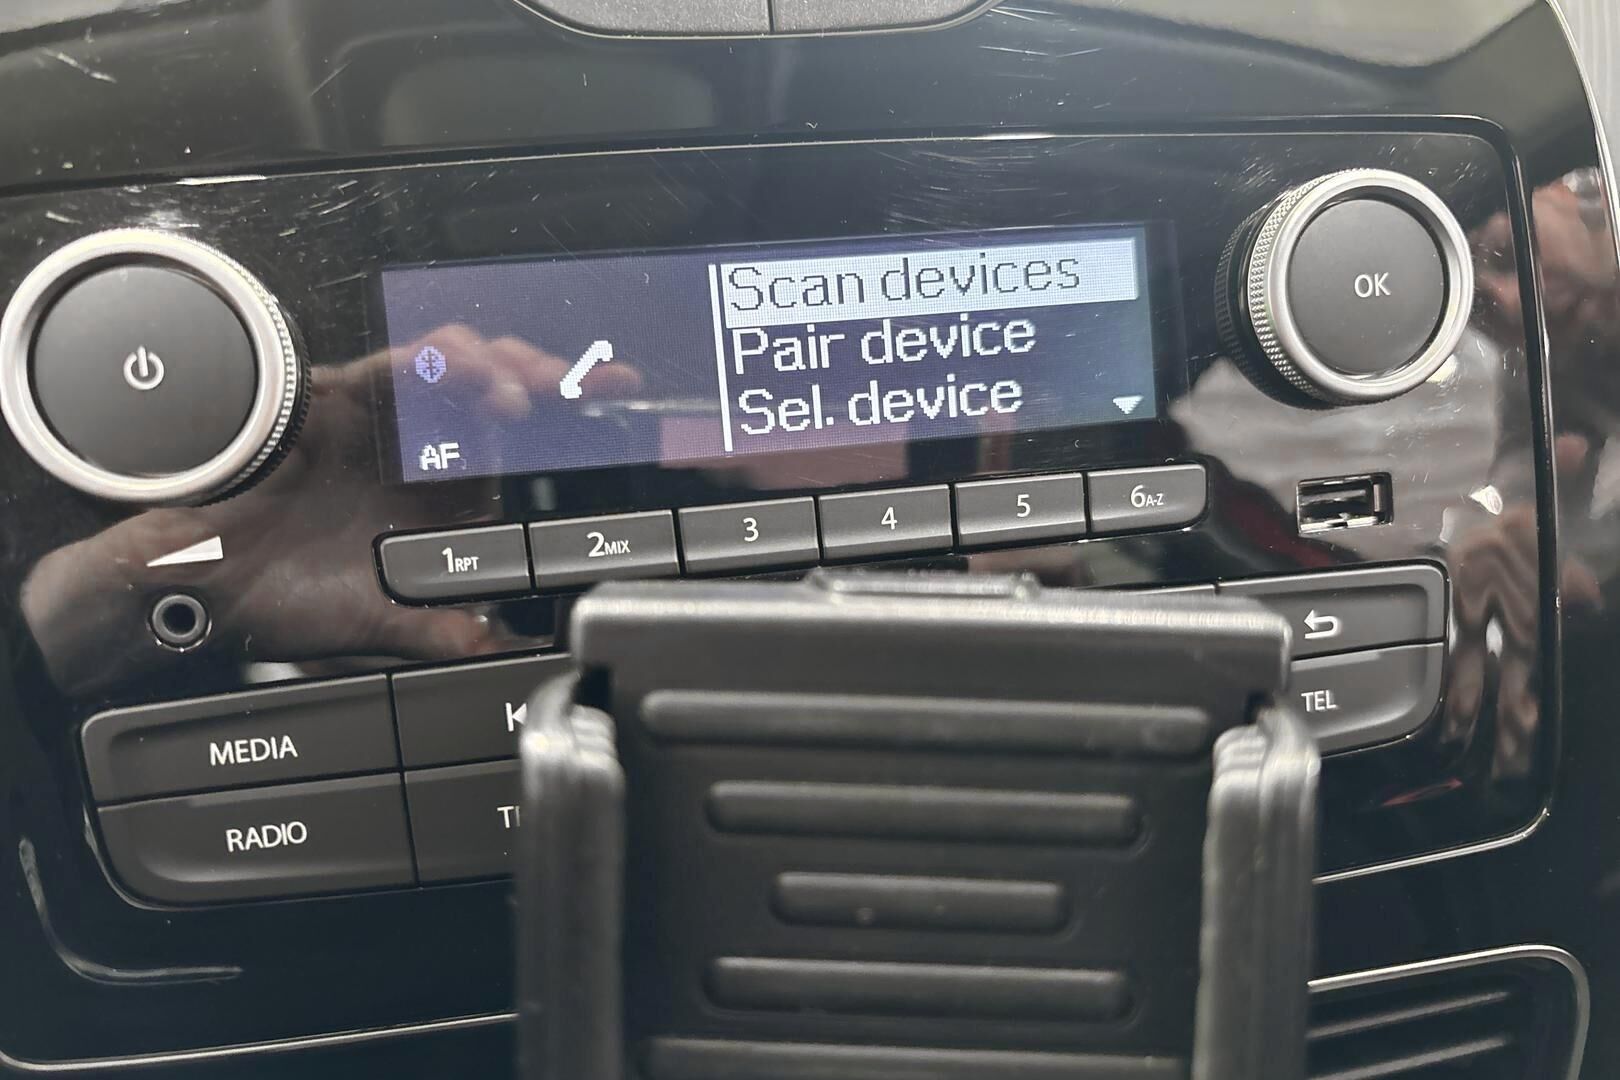 Scan devices
Pair device
Sel. device
AF
OK
1RPT
2MIX
3
4
5
6A-Z
MEDIA
RADIO
TEL